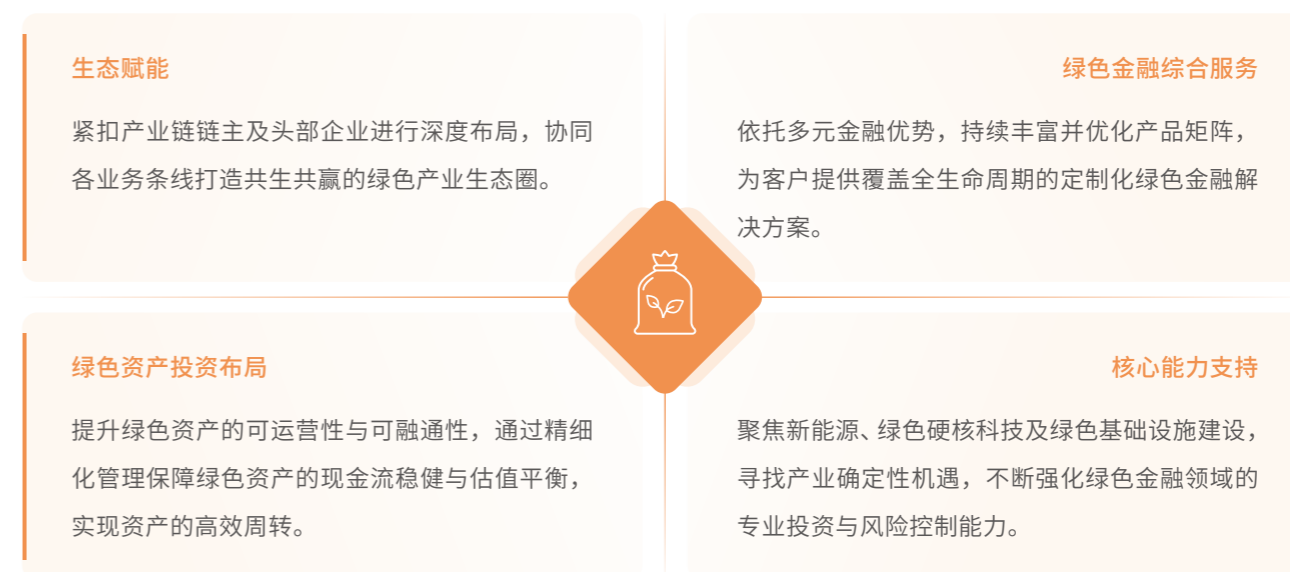 生态赋能
紧扣产业链链主及头部企业进行深度布局，协同
各业务条线打造共生共赢的绿色产业生态圈。
绿色金融综合服务
依托多元金融优势，持续丰富并优化产品矩阵，
为客户提供覆盖全生命周期的定制化绿色金融解
决方案。
绿色资产投资布局
提升绿色资产的可运营性与可融通性，通过精细
化管理保障绿色资产的现金流稳健与估值平衡，
实现资产的高效周转。
核心能力支持
聚焦新能源、绿色硬核科技及绿色基础设施建设，
寻找产业确定性机遇，不断强化绿色金融领域的
专业投资与风险控制能力。